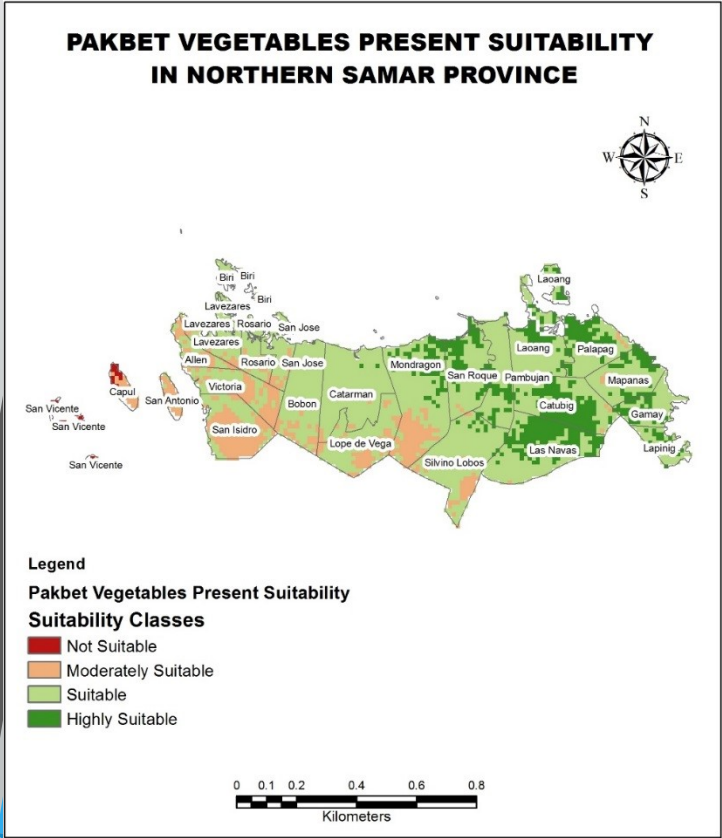 PAKBET VEGETABLES PRESENT SUITABILITY
IN NORTHERN SAMAR PROVINCE
N
W E
S
Biri Biri
Biri
Laoang
Lavezares
Lavezares Rosario San Jose
Lavezares
Laoang Palapag
Allen Rosario San Jose Mondragon
San Roque Pambujan Mapanas
Capul Victoria
San Antonio Bobon Catarman
San Vicente Catubig Gamay
San Vicente
San Isidro Lope de Vega
Las Navas Lapinig
San Vicente Silvino Lobos
Legend
Pakbet Vegetables Present Suitability
Suitability Classes
Not Suitable
Moderately Suitable
Suitable
Highly Suitable
0 0.1 0.2 0.4 0.6 0.8
Kilometers